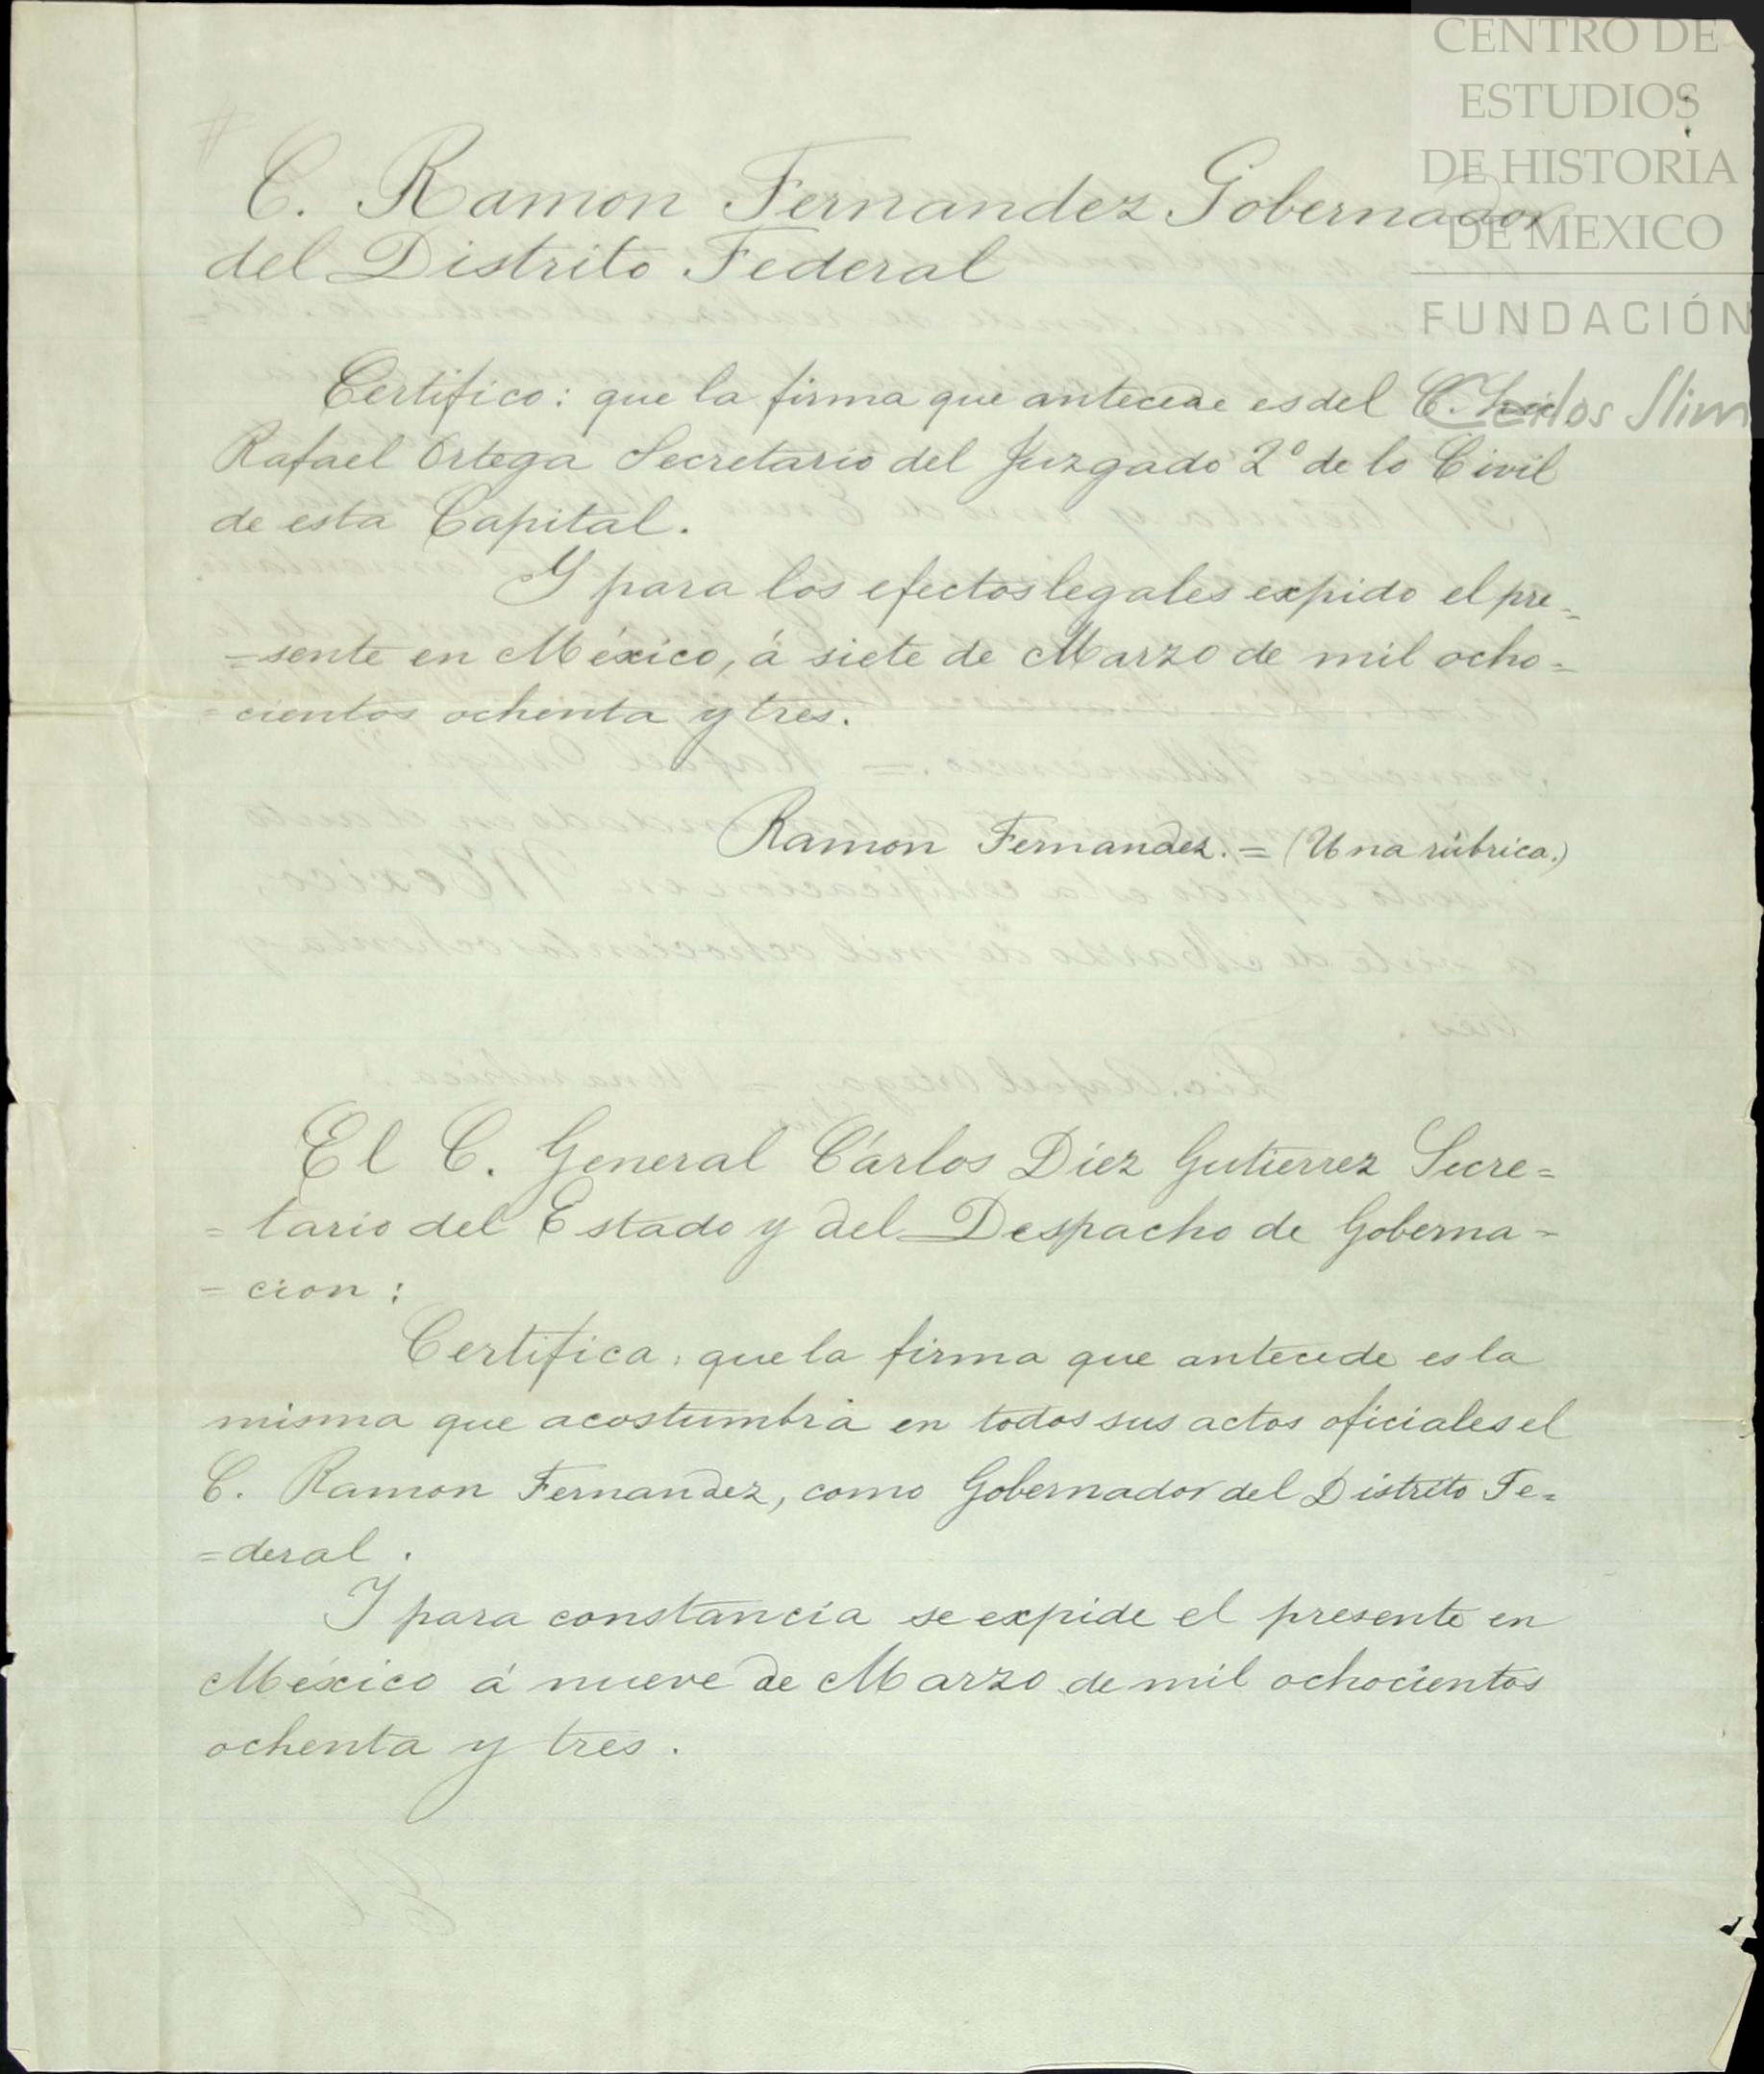 CENTRO DE
ESTUDIOS
DE HISTORIA
DE MEXICO
FUNDACIÓN
Carlos Slim
C. Ramon Fernandez Gobernador
del Distrito Federal
Certifico: que la firma que antecede es del C.
Rafael Ortega Secretario del Juzgado 2º de lo Civil
de esta Capital.
Y para los efectos legales expido el pre=
=sente en México, á siete de Marzo de mil ocho=
=cientos ochenta y tres.
Ramon Fernandez. = (Una rúbrica.)
El C. General Cárlos Diez Gutierrez Secre=
=tario del Estado y del Despacho de Goberna-
-cion:
Certifica: que la firma que antecede es la
misma que acostumbra en todos sus actos oficiales el
C. Ramon Fernandez, como Gobernador del Distrito Fe=
=deral.
Y para constancia se expide el presente en
México á nueve de Marzo de mil ochocientos
ochenta y tres.